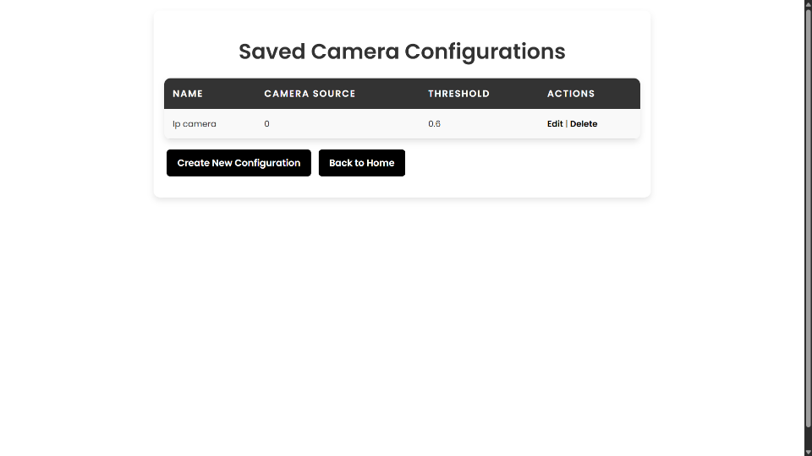 Saved Camera Configurations
NAME CAMERA SOURCE THRESHOLD ACTIONS
Ip camera 0 0.6 Edit | Delete
Create New Configuration Back to Home